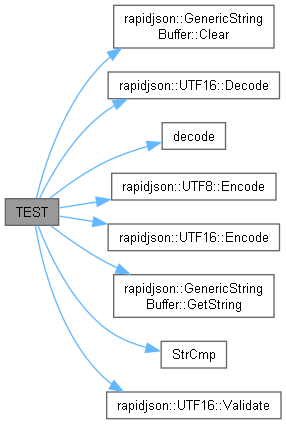 rapidjson::GenericString
Buffer::Clear
rapidjson::UTF16::Decode
decode
TEST
rapidjson::UTF8::Encode
rapidjson::UTF16::Encode
rapidjson::GenericString
Buffer::GetString
StrCmp
rapidjson::UTF16::Validate